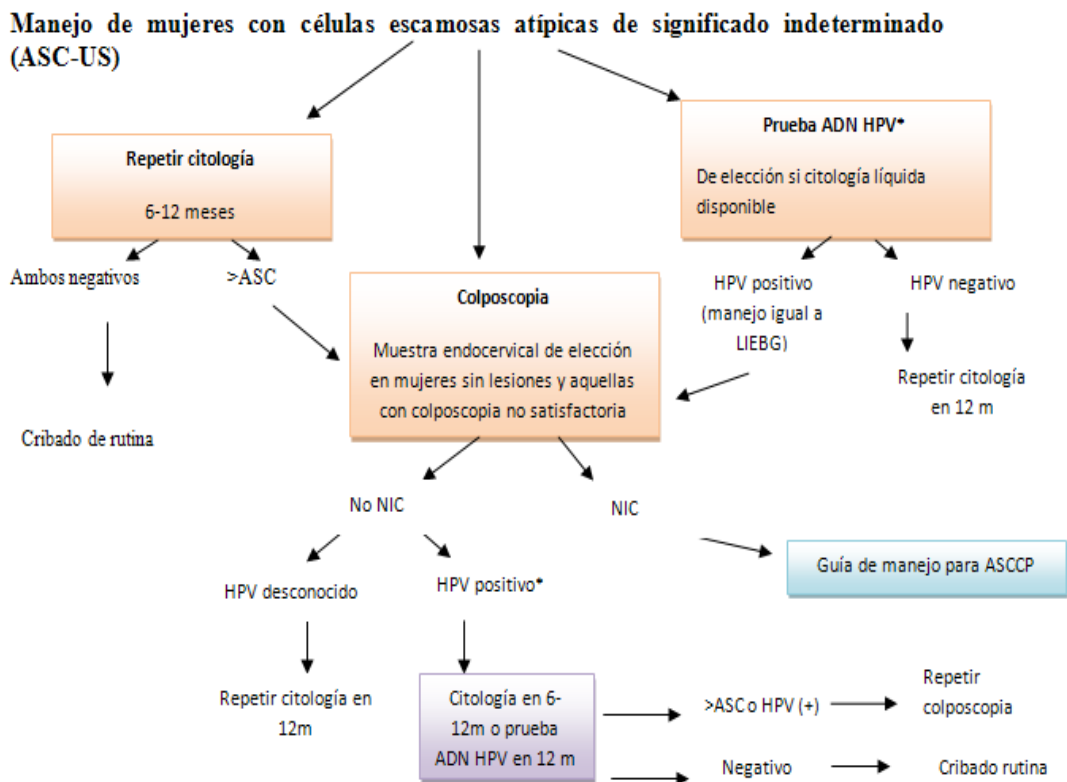 Manejo de mujeres con células escamosas atípicas de significado indeterminado
(ASC-US)
Repetir citología
6-12 meses
Prueba ADN HPV*
De elección si citología líquida
disponible
Ambos negativos
>ASC
Colposcopia
Muestra endocervical de elección
en mujeres sin lesiones y aquellas
con colposcopia no satisfactoria
HPV positivo
(manejo igual a
LIEBG)
HPV negativo
Repetir citología
en 12 m
Cribado de rutina
No NIC
NIC
Guía de manejo para ASCCP
HPV desconocido
HPV positivo*
Repetir citología en
12m
Citología en 6-
12m o prueba
ADN HPV en 12 m
>ASC o HPV (+)
Repetir
colposcopia
Negativo
Cribado rutina